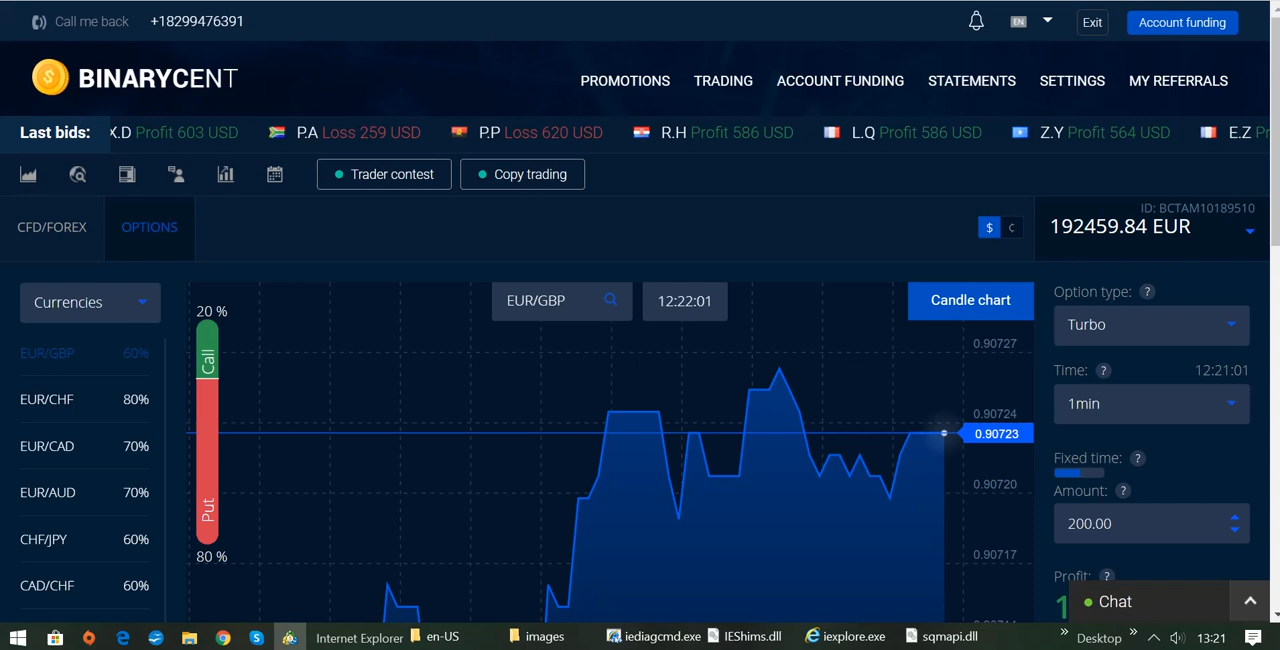 Call me back +18299476391 EN Exit Account funding
BINARYCENT PROMOTIONS TRADING ACCOUNT FUNDING STATEMENTS SETTINGS MY REFERRALS
Last bids: X.D Profit 603 USD P.A Loss 259 USD P.P Loss 620 USD R.H Profit 586 USD L.Q Profit 586 USD Z.Y Profit 564 USD E.Z Pr
Trader contest Copy trading
ID: BCTAM10189510
CFD/FOREX OPTIONS $ ¢ 192459.84 EUR
Currencies EUR/GBP 12:22:01 Candle chart
Option type: ?
20 %
Turbo
Call
0.90727
EUR/GBP 60%
Time: ? 12:21:01
EUR/CHF 80%
1min
0.90724
0.90723
EUR/CAD 70%
Fixed time: ?
0.90720
Amount: ?
EUR/AUD 70%
Put
200.00
CHF/JPY 60%
80 %
0.90717
Profit: ?
CAD/CHF 60%
1
Chat
Internet Explorer en-US images iediagcmd.exe IEShims.dll iexplore.exe sqmapi.dll » Desktop » 13:21